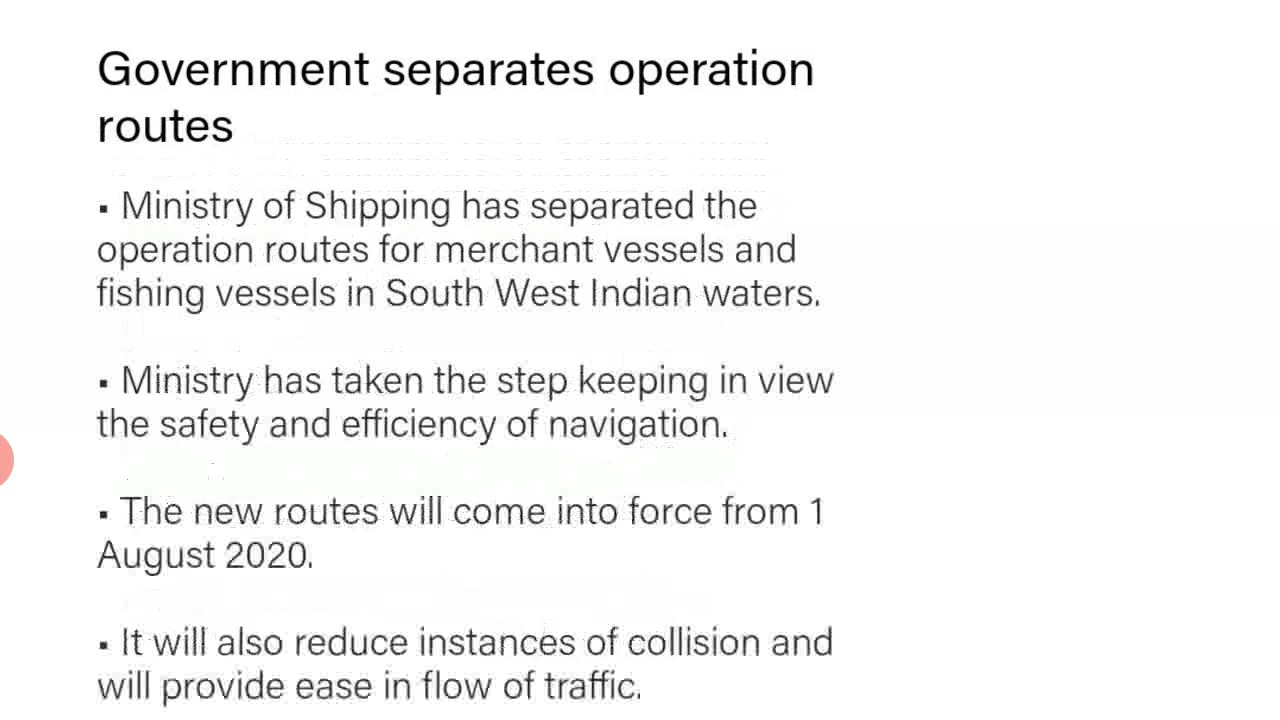 Government separates operation
routes
▪ Ministry of Shipping has separated the
operation routes for merchant vessels and
fishing vessels in South West Indian waters.
▪ Ministry has taken the step keeping in view
the safety and efficiency of navigation.
▪ The new routes will come into force from 1
August 2020.
▪ It will also reduce instances of collision and
will provide ease in flow of traffic.